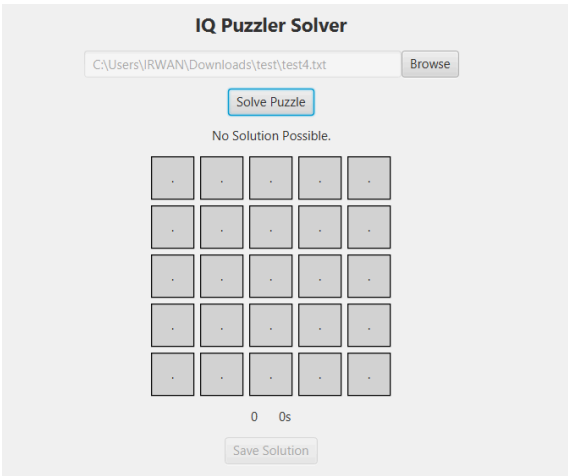 IQ Puzzler Solver
C:\Users\IRWAN\Downloads\test\test4.txt Browse
Solve Puzzle
No Solution Possible.
. . . . .
. . . . .
. . . . .
. . . . .
. . . . .
0 0s
Save Solution